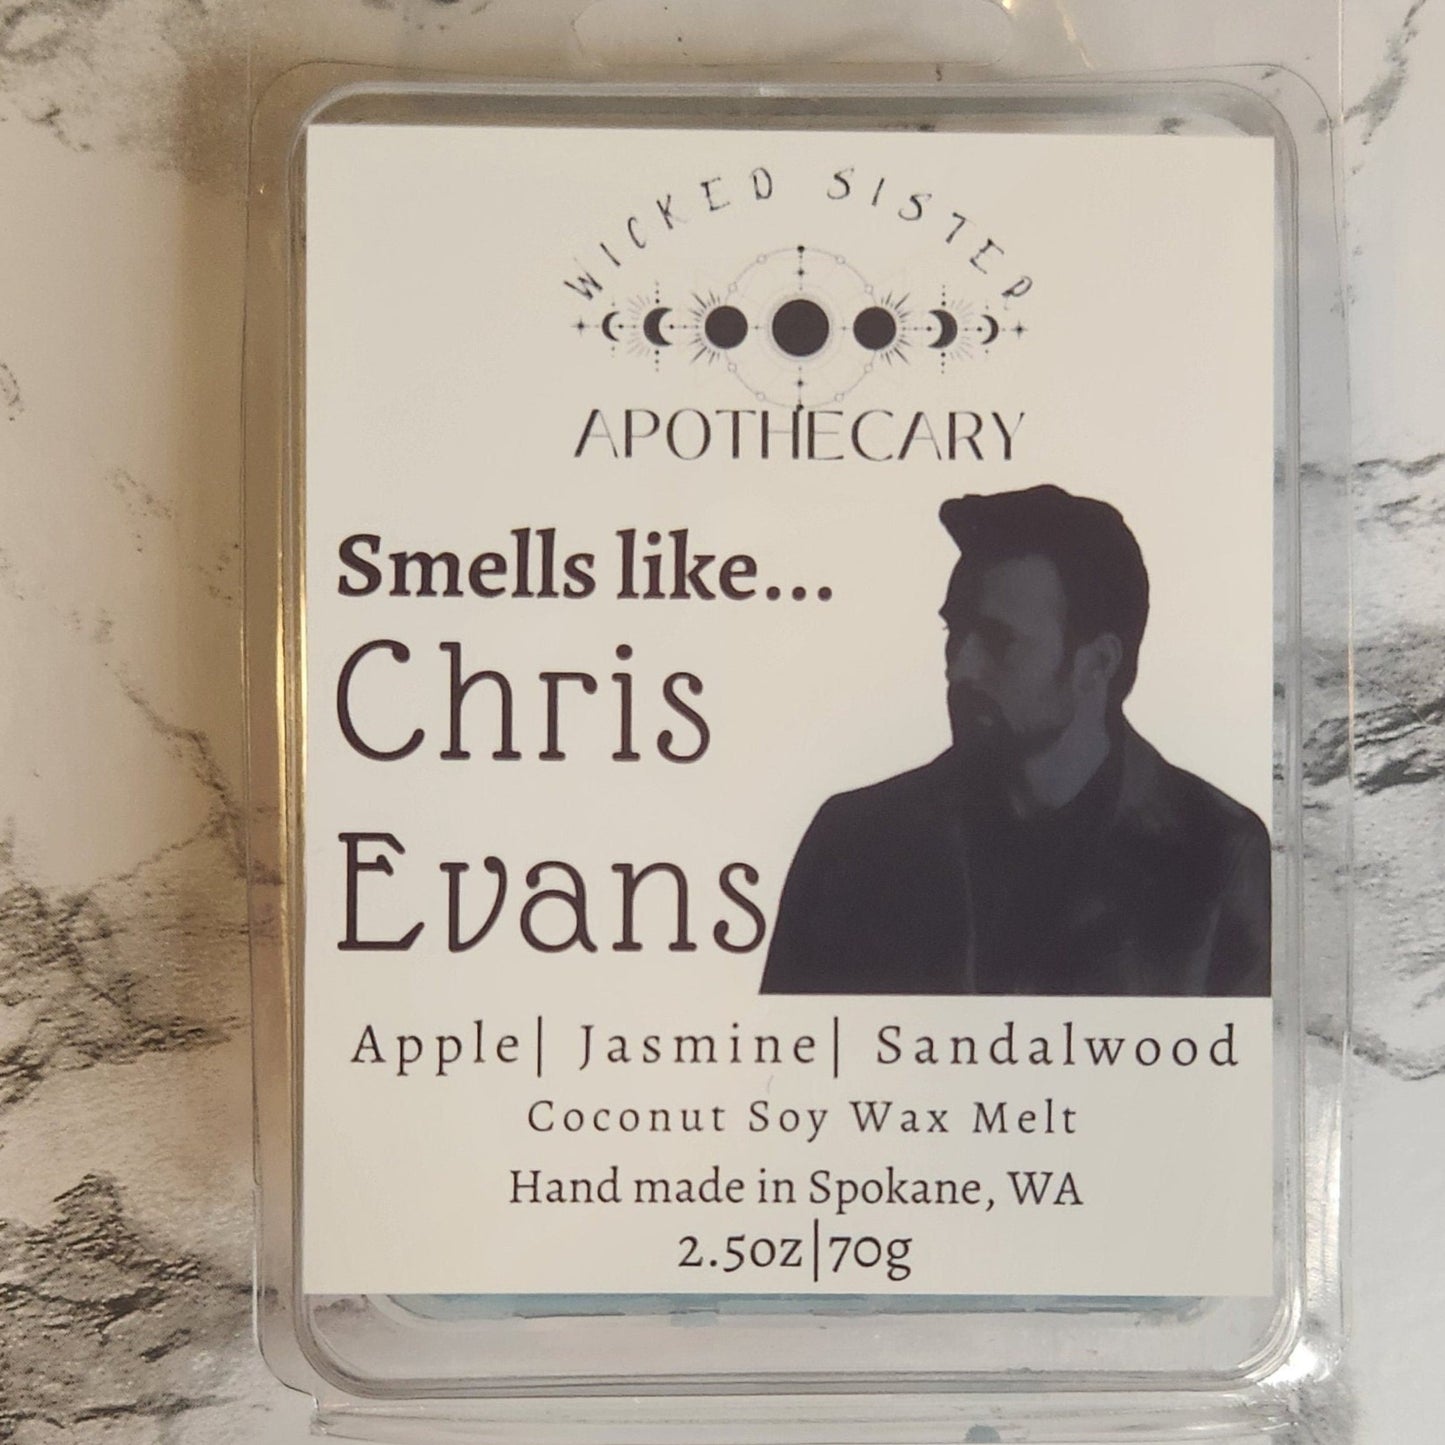 WICKED SISTER
APOTHECARY
Smells like...
Chris
Evans
Apple| Jasmine| Sandalwood
Coconut Soy Wax Melt
Hand made in Spokane, WA
2.5oz|70g